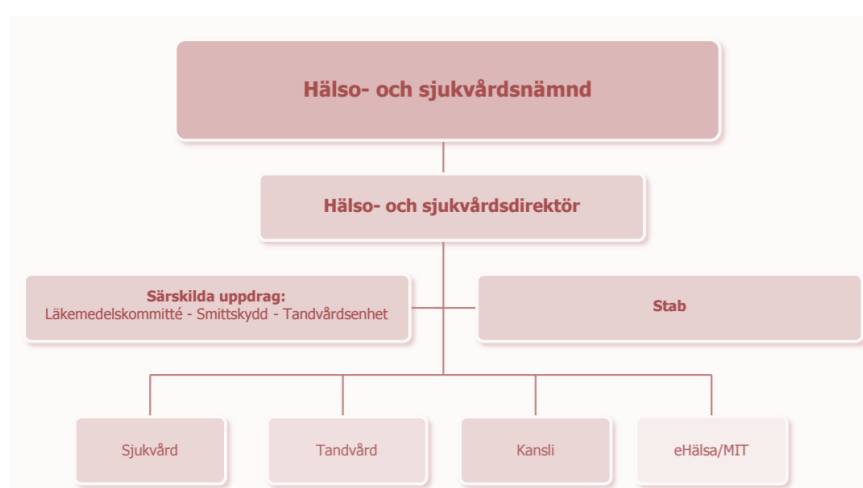 Hälso- och sjukvårdsnämnd
Hälso- och sjukvårdsdirektör
Särskilda uppdrag:
Läkemedelskommitté - Smittskydd - Tandvårdsenhet
Stab
Sjukvård
Tandvård
Kansli
eHälsa/MIT